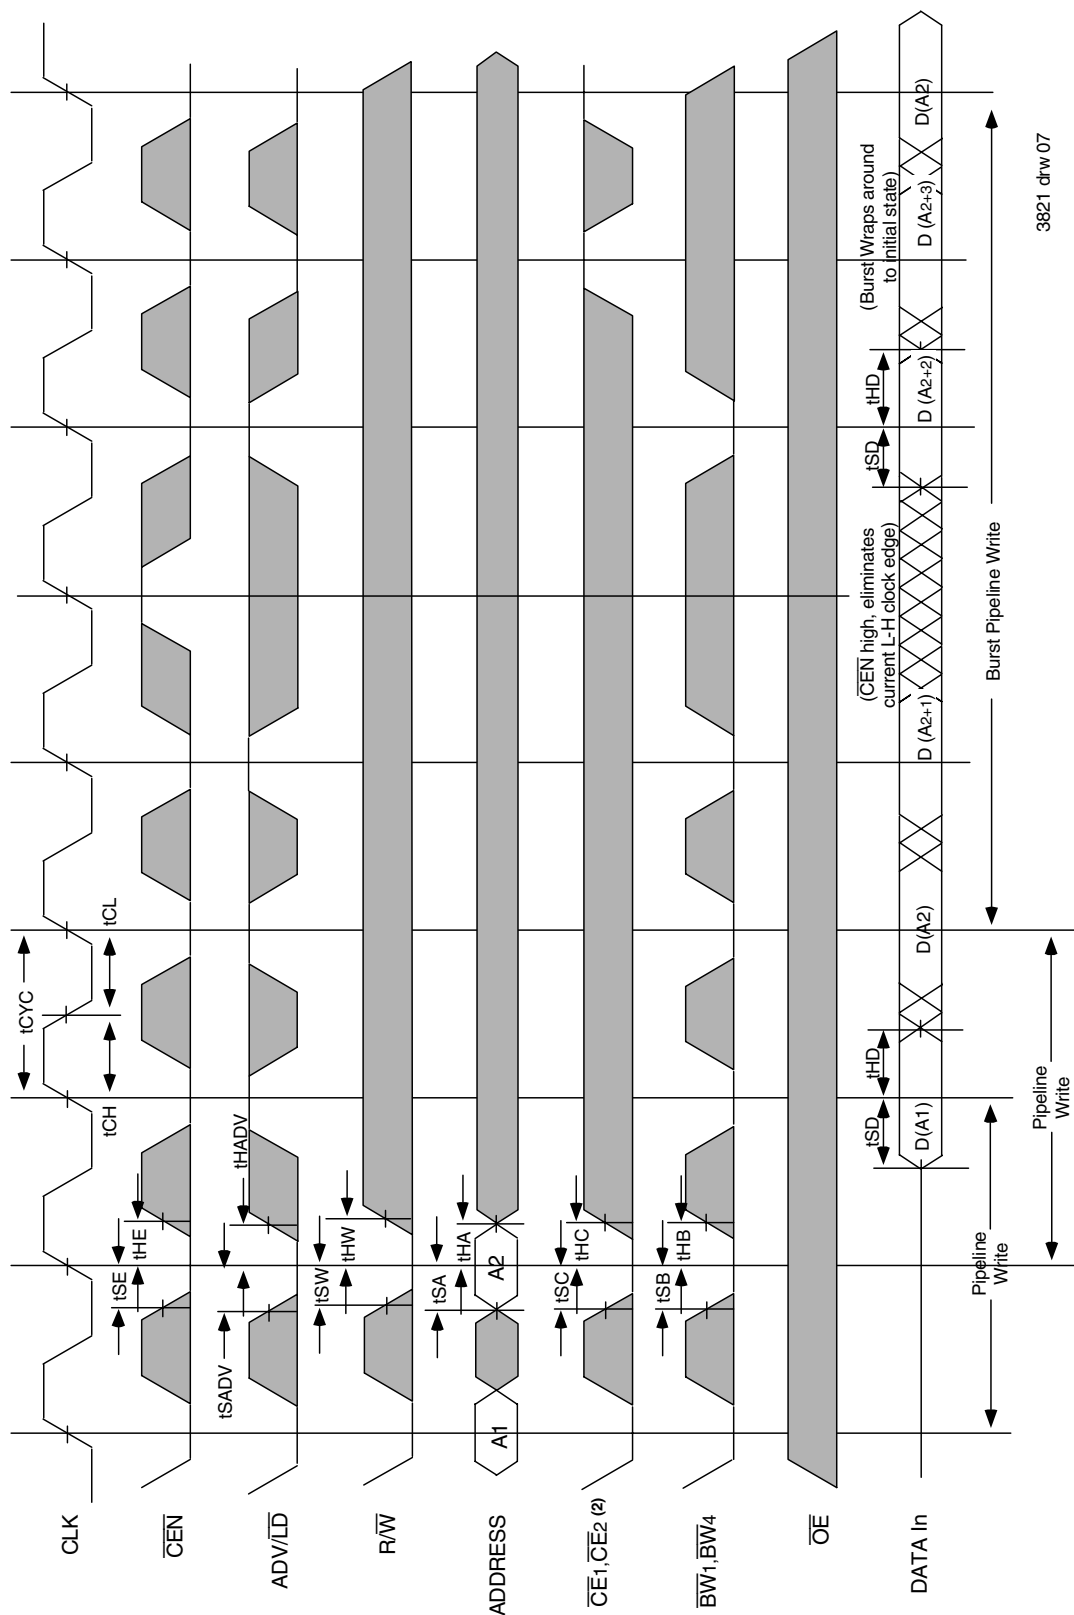 tCYC
CLK
tCH
tCL
tSE
tHE
CEN
tSADV
tHADV
ADV/LD
tSW
tHW
R/W
tSA
tHA
ADDRESS
A1
A2
tSC
tHC
CE1,CE2 (2)
tSB
tHB
BW1,BW4
OE
(CEN high, eliminates
current L-H clock edge)
(Burst Wraps around
to initial state)
tSD
tHD
tSD
tHD
DATA In
D(A1)
D(A2)
D (A2+1)
D (A2+2)
D (A2+3)
D(A2)
Pipeline
Write
Burst Pipeline Write
Pipeline
Write
3821 drw 07